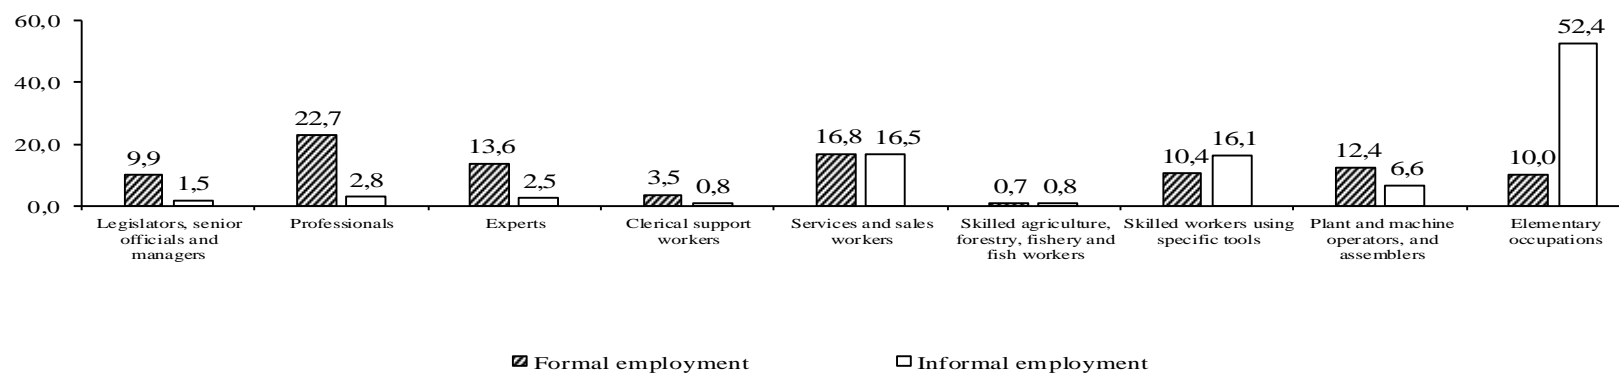 60,0
40,0
20,0
0,0
9,9
1,5
22,7
2,8
13,6
2,5
3,5
0,8
16,8
16,5
0,7
0,8
10,4
16,1
12,4
6,6
10,0
52,4
Legislators, senior
officials and
managers
Professionals
Experts
Clerical support
workers
Services and sales
workers
Skilled agriculture,
forestry, fishery and
fish workers
Skilled workers using
specific tools
Plant and machine
operators, and
assemblers
Elementary
occupations
Formal employment
Informal employment